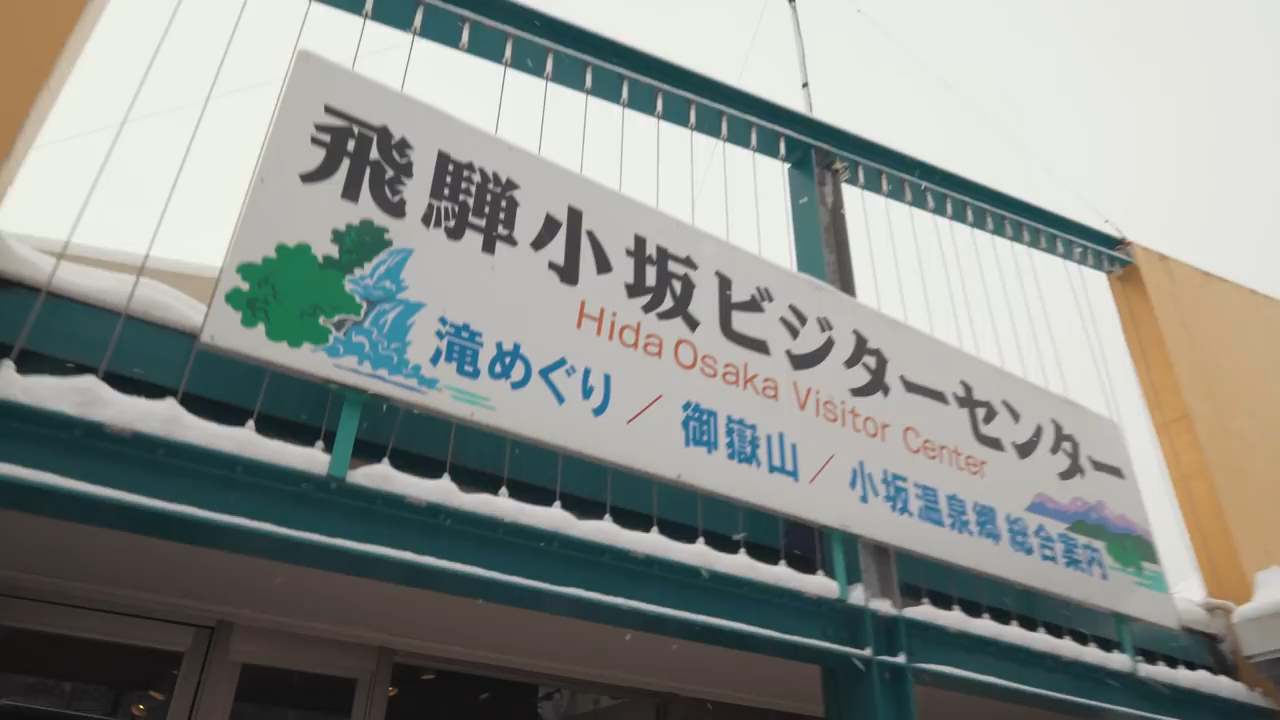 飛騨小坂ビジターセンター
Hida Osaka Visitor Center
滝めぐり / 御嶽山 / 小坂温泉郷 総合案内